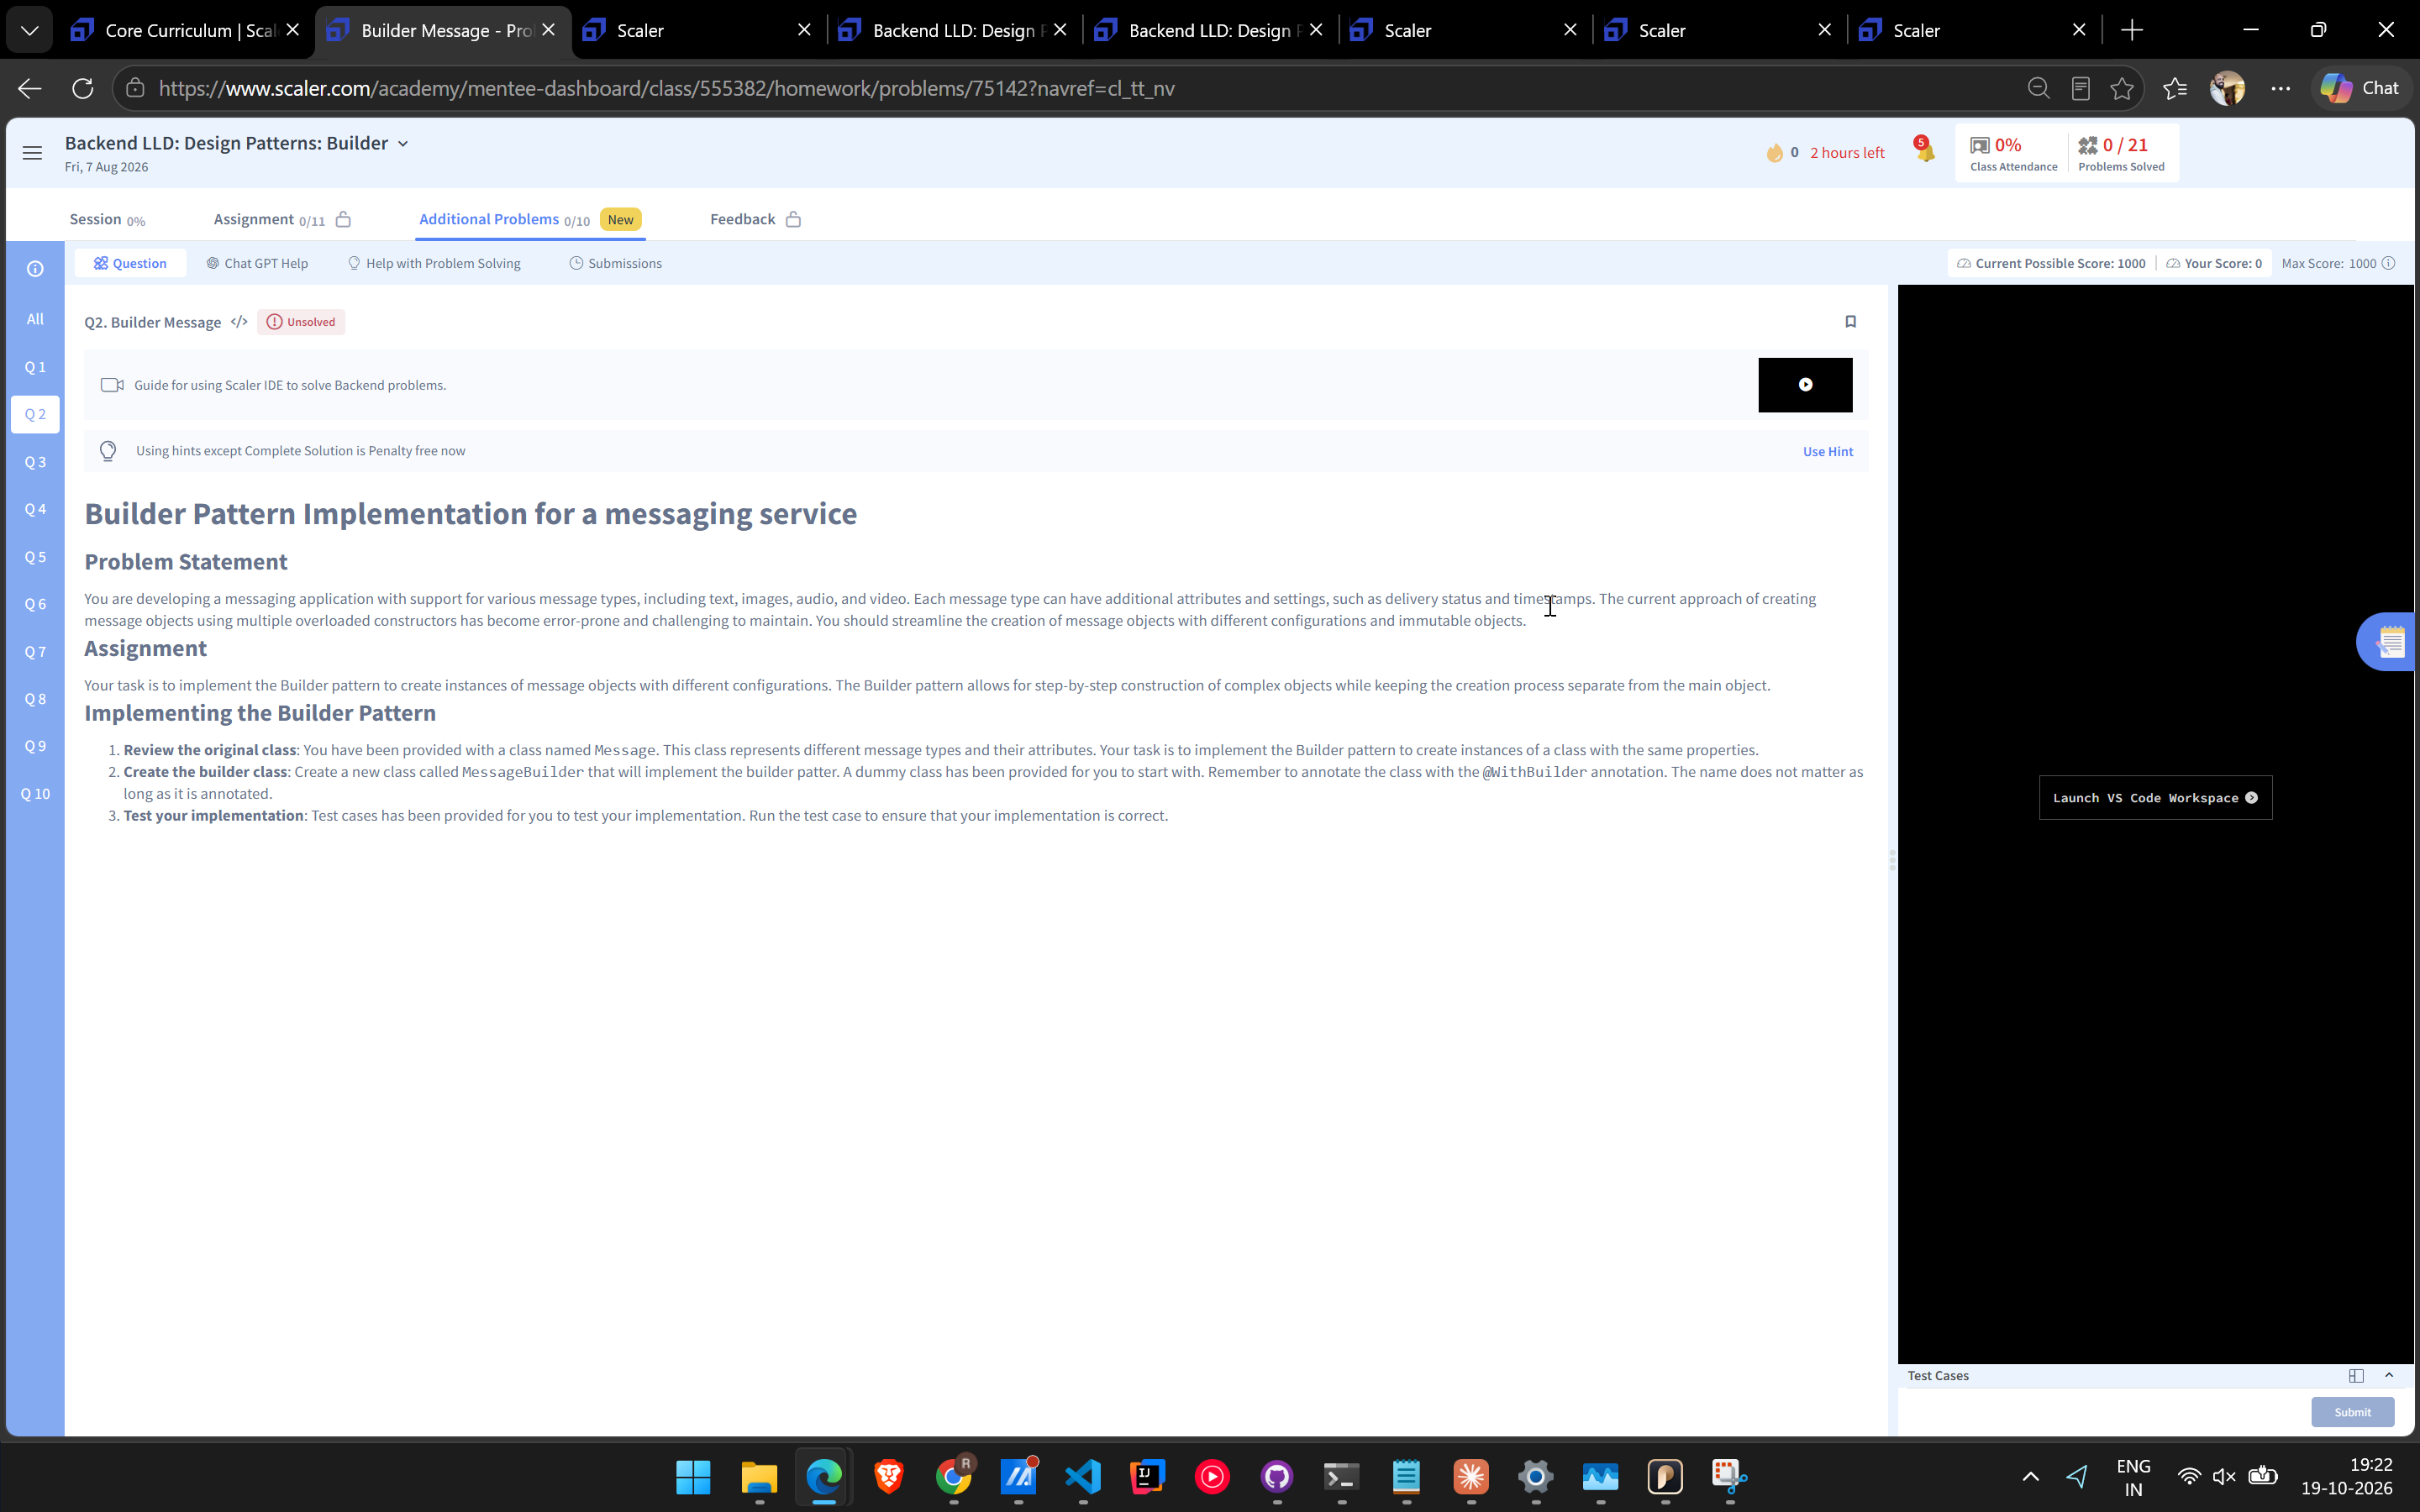 Core Curriculum | Scal
Builder Message - Pro
Scaler
Backend LLD: Design P
Backend LLD: Design P
Scaler
Scaler
Scaler
https://www.scaler.com/academy/mentee-dashboard/class/555382/homework/problems/75142?navref=cl_tt_nv
Chat
Backend LLD: Design Patterns: Builder
Fri, 7 Aug 2026
0 2 hours left
5
0%
Class Attendance
0 / 21
Problems Solved
Session 0%
Assignment 0/11
Additional Problems 0/10 New
Feedback
Question
Chat GPT Help
Help with Problem Solving
Submissions
Current Possible Score: 1000
Your Score: 0
Max Score: 1000
All
Q 1
Q 2
Q 3
Q 4
Q 5
Q 6
Q 7
Q 8
Q 9
Q 10
Q2. Builder Message </> Unsolved
Guide for using Scaler IDE to solve Backend problems.
Using hints except Complete Solution is Penalty free now
Use Hint
Builder Pattern Implementation for a messaging service
Problem Statement
You are developing a messaging application with support for various message types, including text, images, audio, and video. Each message type can have additional attributes and settings, such as delivery status and timestamps. The current approach of creating
message objects using multiple overloaded constructors has become error-prone and challenging to maintain. You should streamline the creation of message objects with different configurations and immutable objects.
Assignment
Your task is to implement the Builder pattern to create instances of message objects with different configurations. The Builder pattern allows for step-by-step construction of complex objects while keeping the creation process separate from the main object.
Implementing the Builder Pattern
1. Review the original class: You have been provided with a class named Message. This class represents different message types and their attributes. Your task is to implement the Builder pattern to create instances of a class with the same properties.
2. Create the builder class: Create a new class called MessageBuilder that will implement the builder patter. A dummy class has been provided for you to start with. Remember to annotate the class with the @WithBuilder annotation. The name does not matter as
long as it is annotated.
3. Test your implementation: Test cases has been provided for you to test your implementation. Run the test case to ensure that your implementation is correct.
Launch VS Code Workspace
Test Cases
Submit
R
IJ
ENG
IN
19:22
19-10-2026